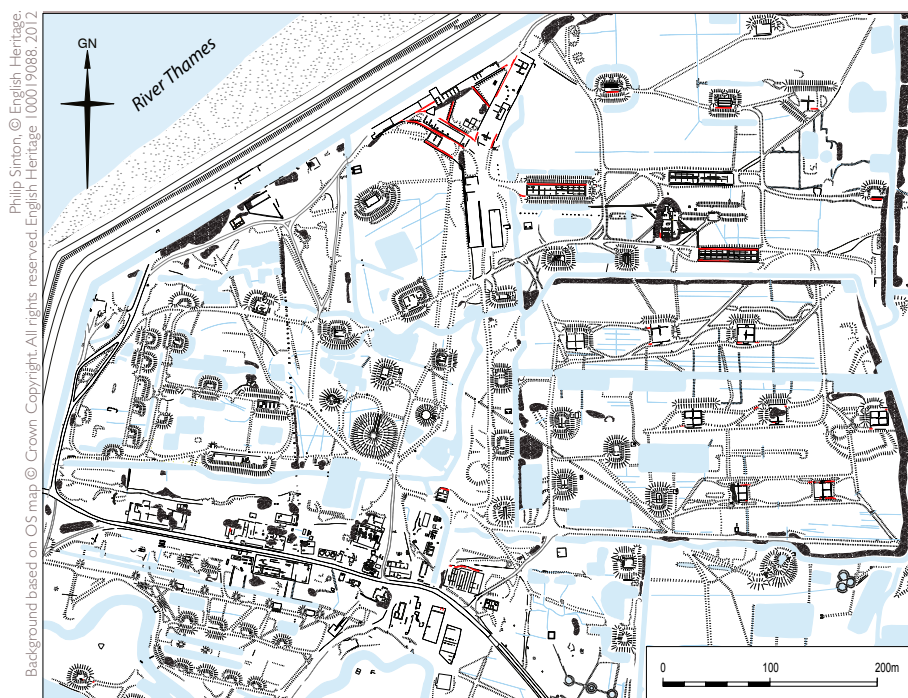 Philip Sinton, © English Heritage.
Background based on OS map © Crown Copyright. All rights reserved. English Heritage 100019088. 2012
GN
River Thames
0 100 200m